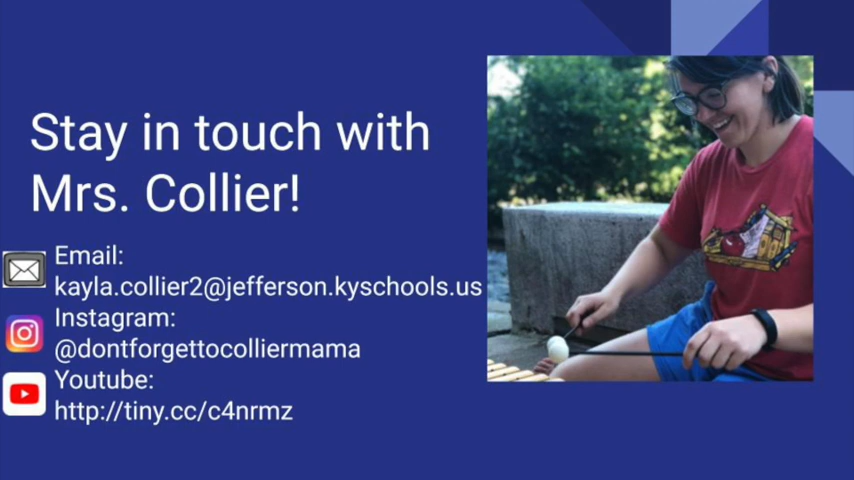 Stay in touch with
Mrs. Collier!
Email:
kayla.collier2@jefferson.kyschools.us
Instagram:
@dontforgettocolliermama
Youtube:
http://tiny.cc/c4nrmz